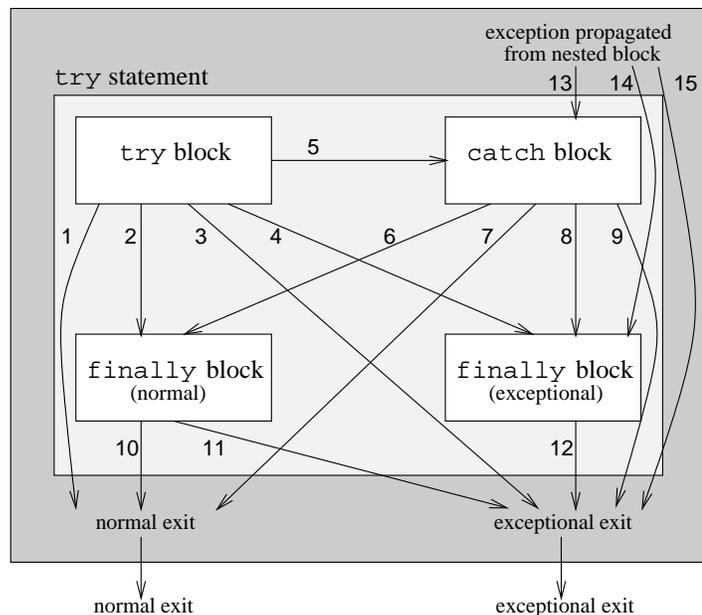 exception propagated
from nested block
try statement
13
14
15
try block
5
catch block
1
2
3
4
6
7
8
9
finally block
(normal)
finally block
(exceptional)
10
11
12
normal exit
exceptional exit
normal exit
exceptional exit